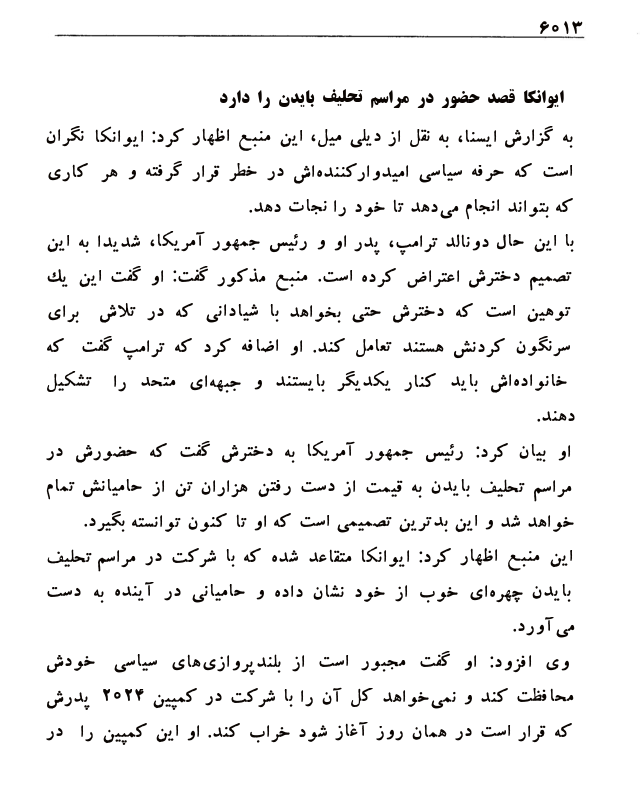 ۶۰۱۳
ایوانکا قصد حضور در مراسم تحلیف بایدن را دارد
به گزارش ایسنا، به نقل از دیلی میل، این منبع اظهار کرد: ایوانکا نگران
است که حرفه سیاسی امیدوارکننده‌اش در خطر قرار گرفته و هر کاری
که بتواند انجام می‌دهد تا خود را نجات دهد.
با این حال دونالد ترامپ، پدر او و رئیس جمهور آمریکا، شدیدا به این
تصمیم دخترش اعتراض کرده است. منبع مذکور گفت: او گفت این یك
توهین است که دخترش حتی بخواهد با شیادانی که در تلاش برای
سرنگون کردنش هستند تعامل کند. او اضافه کرد که ترامپ گفت که
خانواده‌اش باید کنار یکدیگر بایستند و جبهه‌ای متحد را تشکیل
دهند.
او بیان کرد: رئیس جمهور آمریکا به دخترش گفت که حضورش در
مراسم تحلیف بایدن به قیمت از دست رفتن هزاران تن از حامیانش تمام
خواهد شد و این بدترین تصمیمی است که او تا کنون توانسته بگیرد.
این منبع اظهار کرد: ایوانکا متقاعد شده که با شرکت در مراسم تحلیف
بایدن چهره‌ای خوب از خود نشان داده و حامیانی در آینده به دست
می‌آورد.
وی افزود: او گفت مجبور است از بلندپروازی‌های سیاسی خودش
محافظت کند و نمی‌خواهد کل آن را با شرکت در کمپین ۲۰۲۴ پدرش
که قرار است در همان روز آغاز شود خراب کند. او این کمپین را در